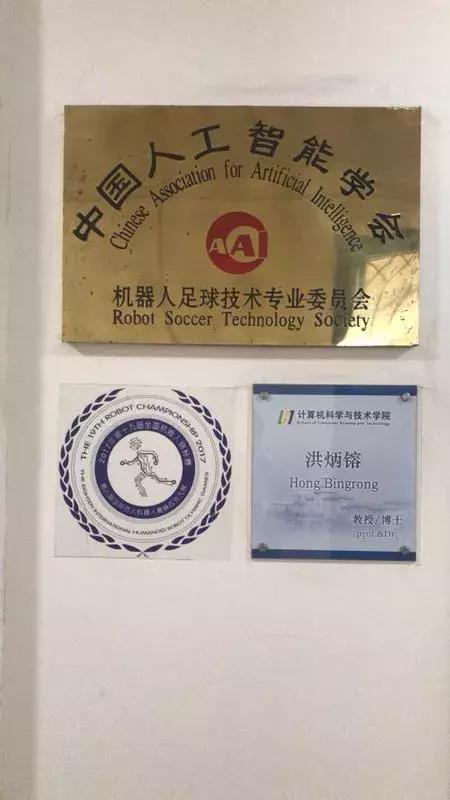 中国人工智能学会
Chinese Association for Artificial Intelligence
AAI
机器人足球技术专业委员会
Robot Soccer Technology Society
THE 19TH ROBOT CHAMPIONSHIP 2017
2017年第十九届全国机器人锦标赛
THE EIGHTEN INTERNATIONAL HUMANOID ROBOT OLYMPIC GAMES
计算机科学与技术学院
School of Computer Science and Technology
洪炳镕
Hong Bingrong
教授/博士
prof.&Dr.